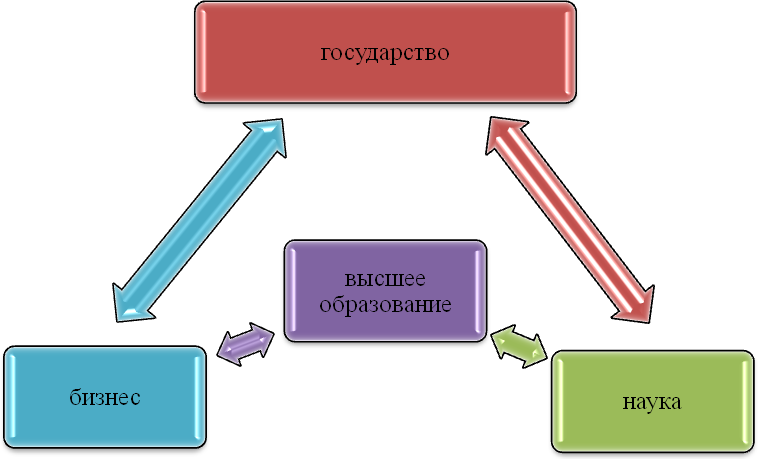 государство
высшее
образование
бизнес
наука